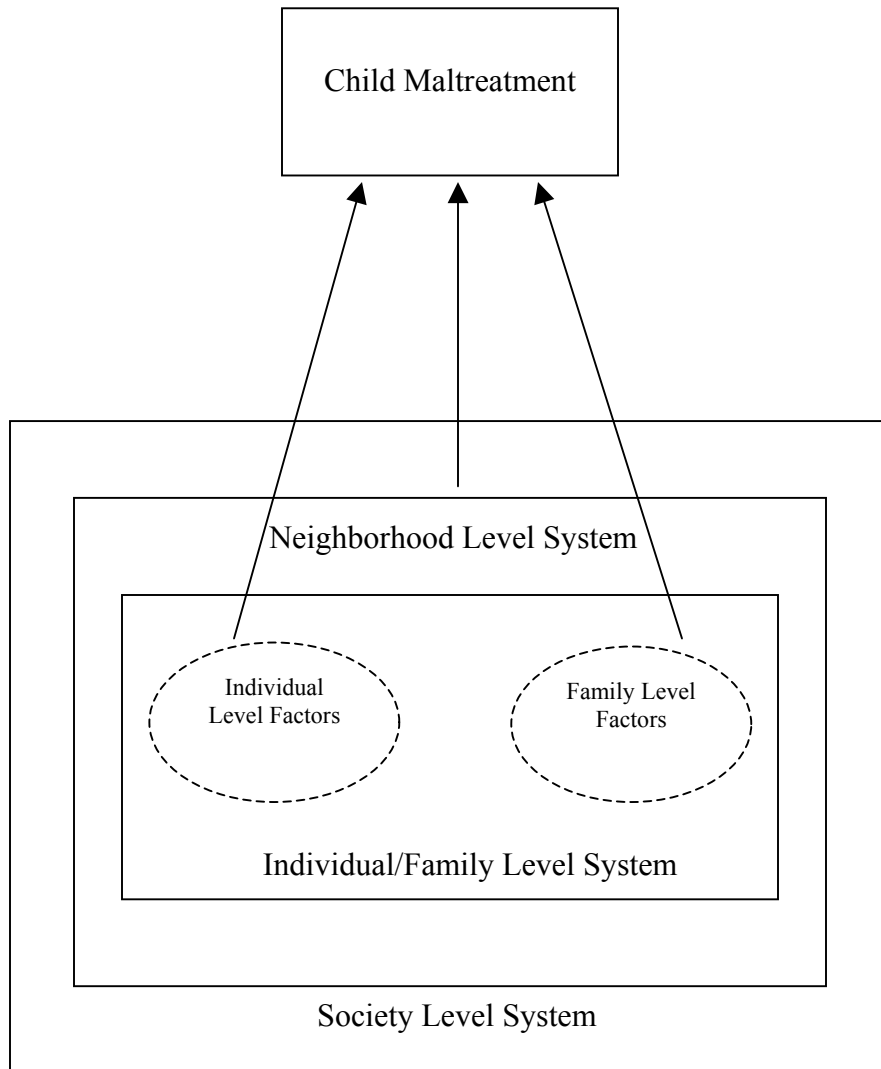 Child Maltreatment
Neighborhood Level System
Individual
Level Factors
Family Level
Factors
Individual/Family Level System
Society Level System